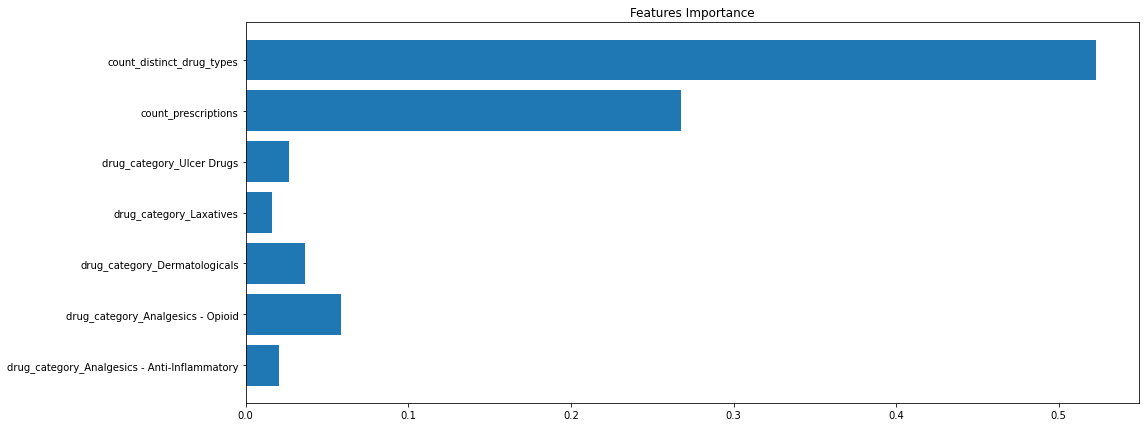 Features Importance
count_distinct_drug_types
count_prescriptions
drug_category_Ulcer Drugs
drug_category_Laxatives
drug_category_Dermatologicals
drug_category_Analgesics - Opioid
drug_category_Analgesics - Anti-Inflammatory
0.0 0.1 0.2 0.3 0.4 0.5